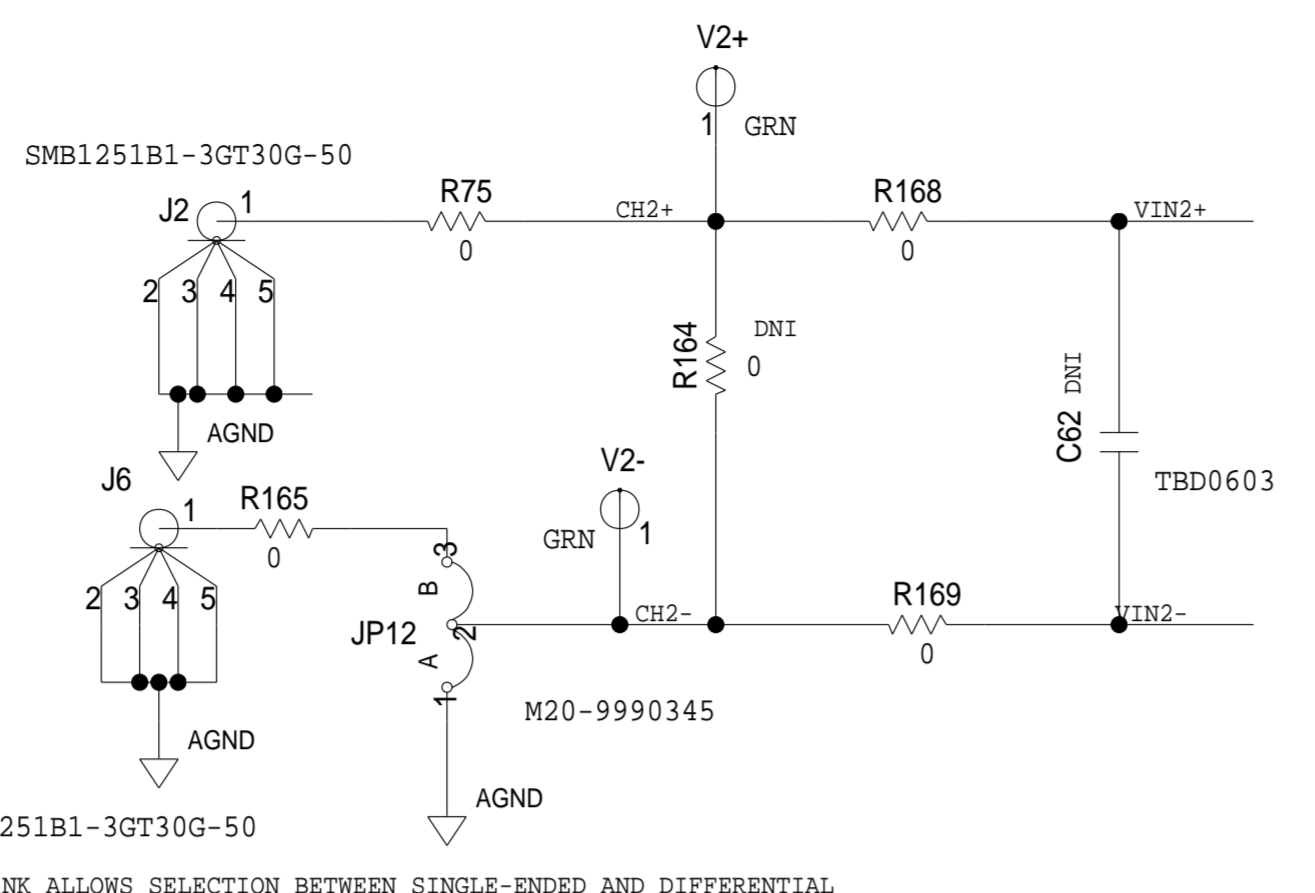 V2+
1 GRN
SMB1251B1-3GT30G-50
J2 1
R75
0
CH2+
R168
0
VIN2+
2 3 4 5
AGND
R164
DNI
0
C62 DNI
TBD0603
J6 1
R165
0
V2-
GRN 1
3
B
JP12
2
A
1
CH2-
R169
0
VIN2-
2 3 4 5
AGND
M20-9990345
AGND
251B1-3GT30G-50
NK ALLOWS SELECTION BETWEEN SINGLE-ENDED AND DIFFERENTIAL